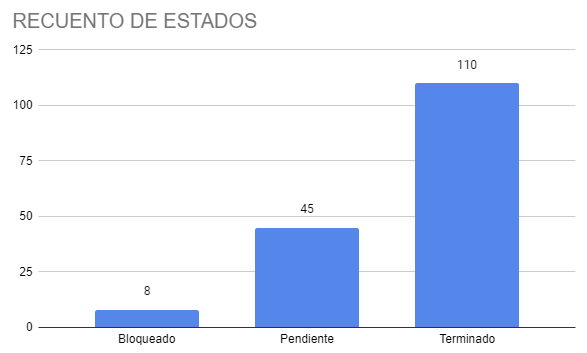 RECUENTO DE ESTADOS
125
100
75
50
25
0
8
45
110
Bloqueado
Pendiente
Terminado